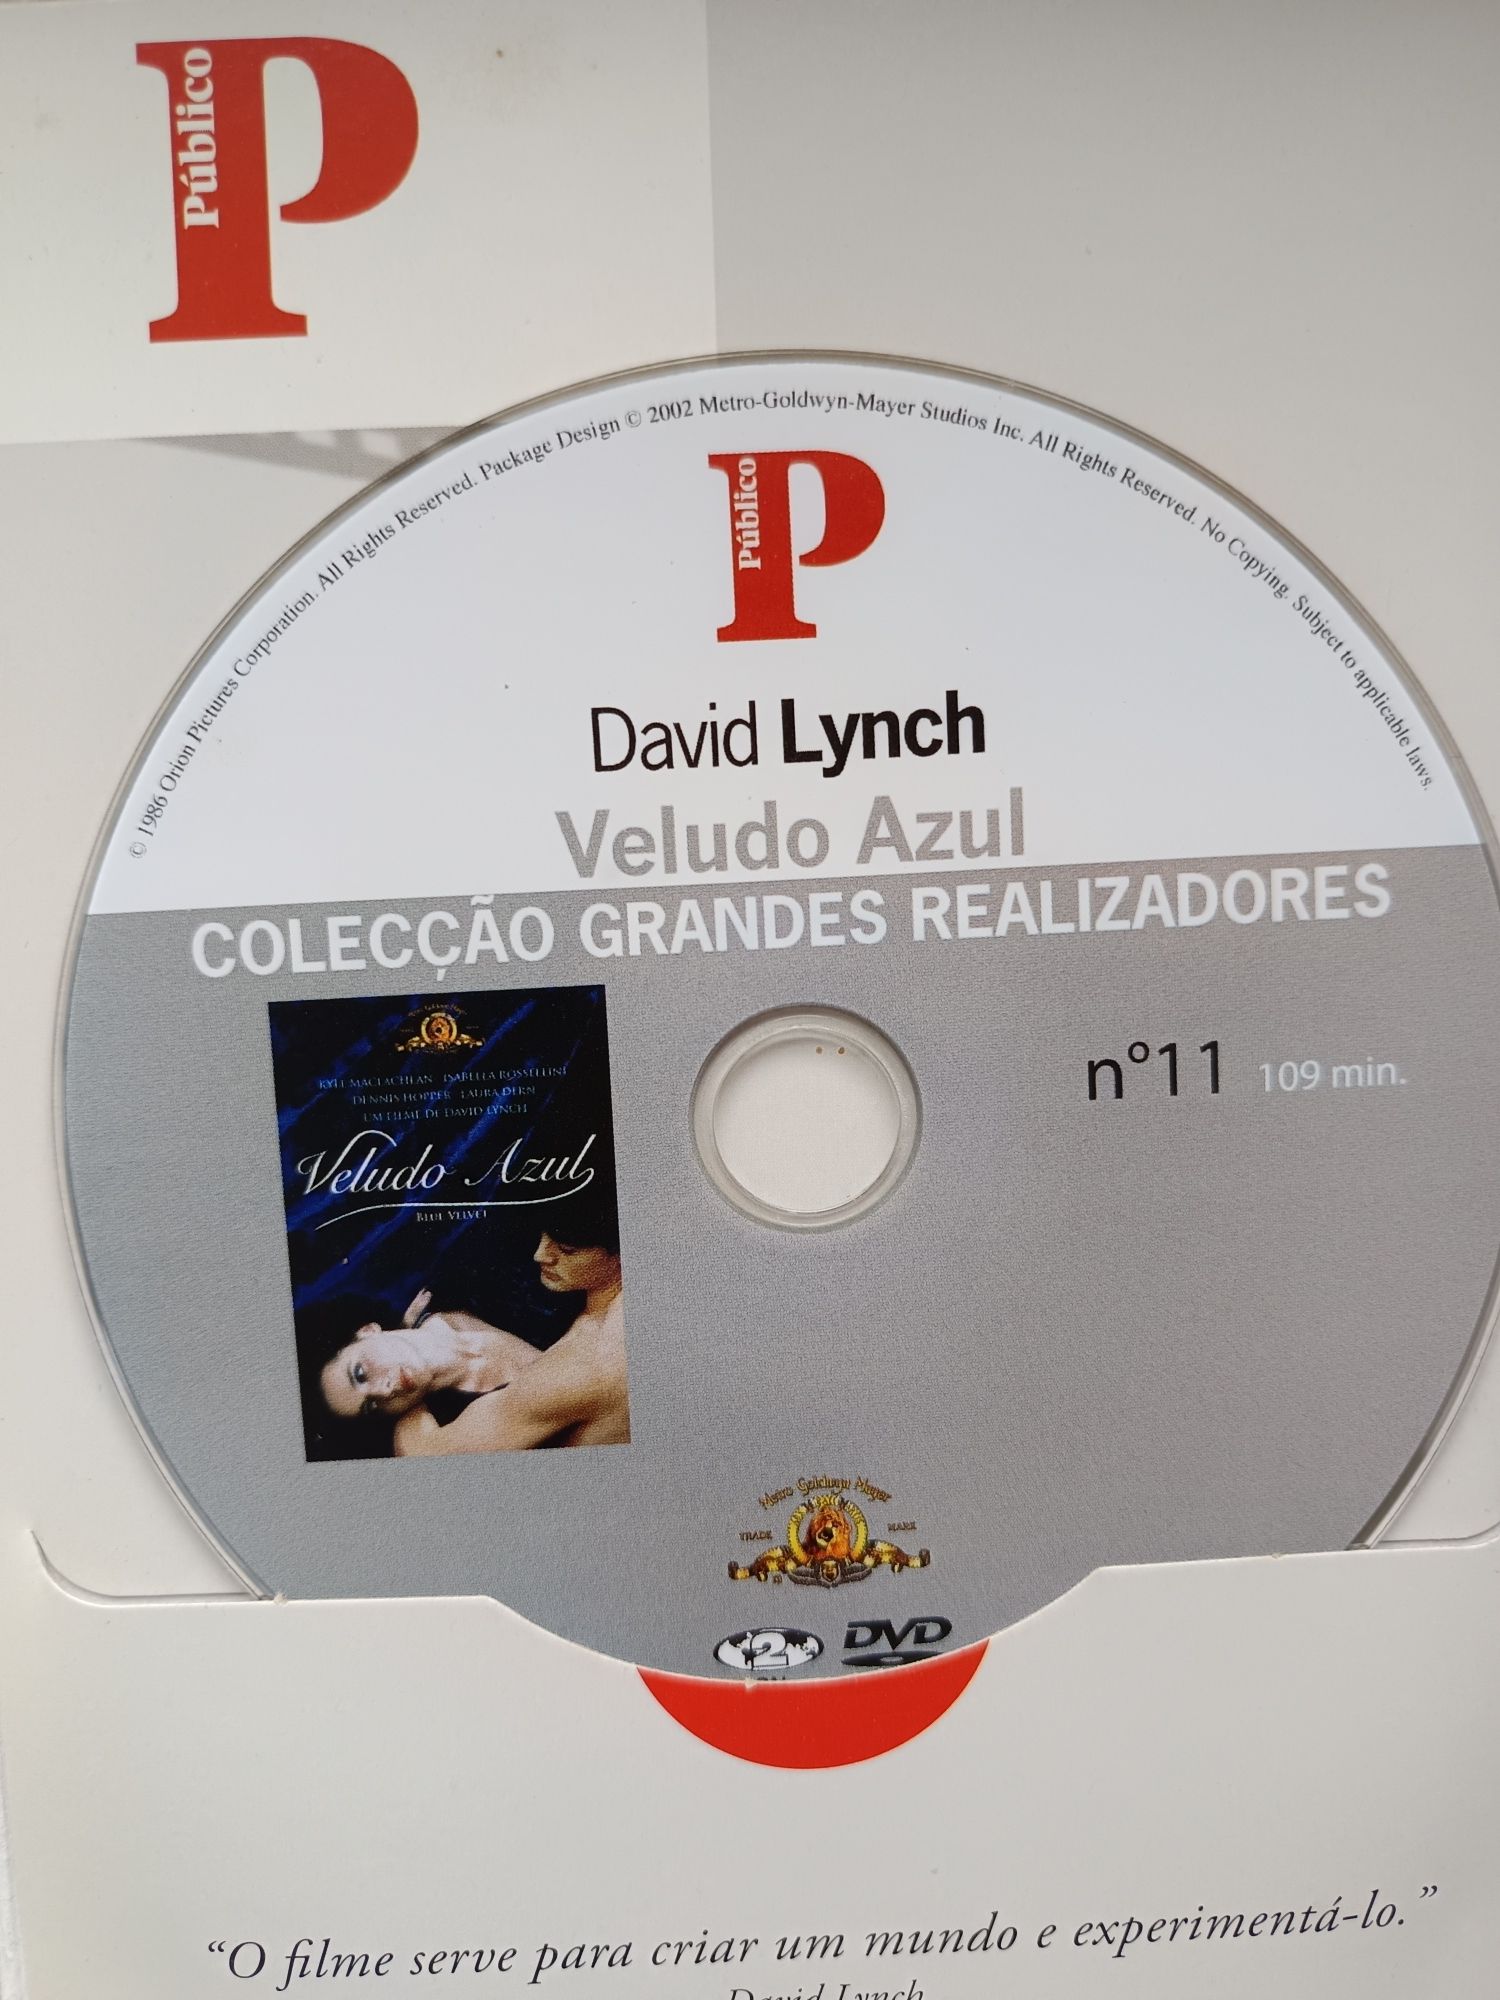 Público
© 1986 Orion Pictures Corporation. All Rights Reserved. Package Design © 2002 Metro-Goldwyn-Mayer Studios Inc. All Rights Reserved. No Copying. Subject to applicable laws.
P
Público
P
David Lynch
Veludo Azul
COLECÇÃO GRANDES REALIZADORES
KYLE MACLACHLAN ISABELLA ROSSELLINI
DENNIS HOPPER LAURA DERN
UM FILME DE DAVID LYNCH
Veludo Azul
BLUE VELVET
nº11 109 min.
Metro Goldwyn Mayer
TRADE MARK
2
DVD
“O filme serve para criar um mundo e experimentá-lo.”
David Lynch